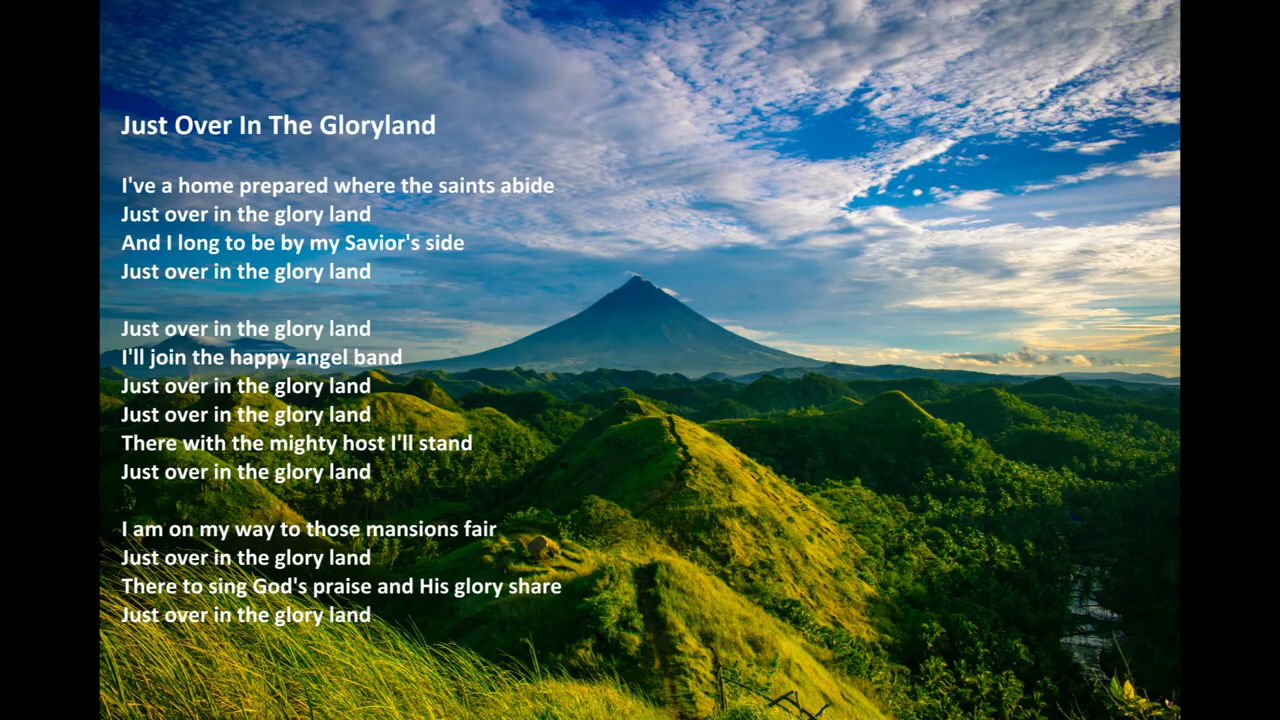 Just Over In The Gloryland
I've a home prepared where the saints abide
Just over in the glory land
And I long to be by my Savior's side
Just over in the glory land
Just over in the glory land
I'll join the happy angel band
Just over in the glory land
Just over in the glory land
There with the mighty host I'll stand
Just over in the glory land
I am on my way to those mansions fair
Just over in the glory land
There to sing God's praise and His glory share
Just over in the glory land